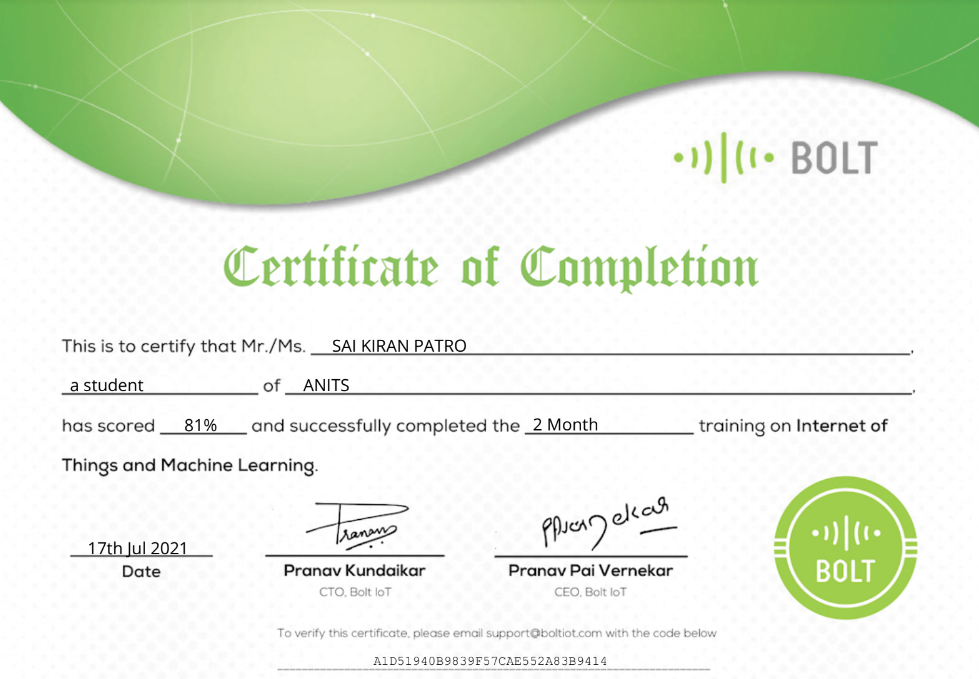 BOLT
Certificate of Completion
This is to certify that Mr./Ms. SAI KIRAN PATRO,
a student of ANITS,
has scored 81% and successfully completed the 2 Month training on Internet of
Things and Machine Learning.
Pranav
17th Jul 2021
Date
Pranav Kundaikar
Pranav Pai Vernekar
CTO, Bolt IoT
CEO, Bolt IoT
BOLT
To verify this certificate, please email support@boltiot.com with the code below
A1D51940B9839F57CAE552A83B9414